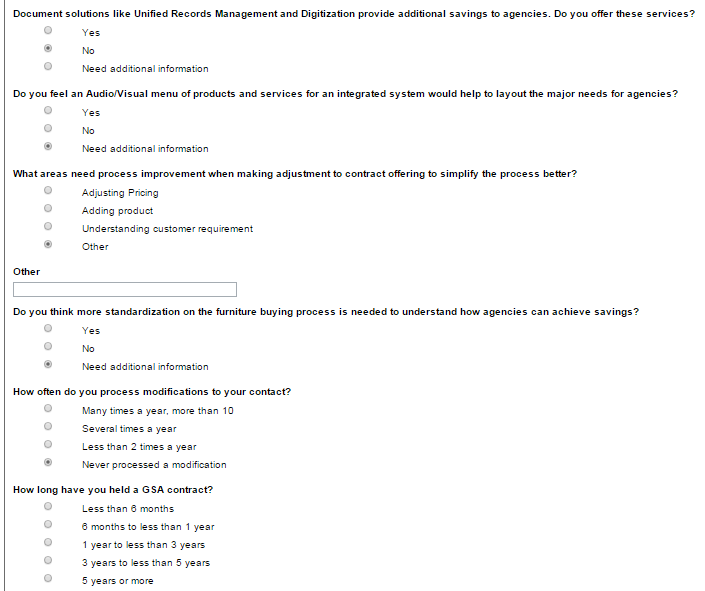 Document solutions like Unified Records Management and Digitization provide additional savings to agencies. Do you offer these services?
Yes
No
Need additional information
Do you feel an Audio/Visual menu of products and services for an integrated system would help to layout the major needs for agencies?
Yes
No
Need additional information
What areas need process improvement when making adjustment to contract offering to simplify the process better?
Adjusting Pricing
Adding product
Understanding customer requirement
Other
Other
Do you think more standardization on the furniture buying process is needed to understand how agencies can achieve savings?
Yes
No
Need additional information
How often do you process modifications to your contact?
Many times a year, more than 10
Several times a year
Less than 2 times a year
Never processed a modification
How long have you held a GSA contract?
Less than 6 months
6 months to less than 1 year
1 year to less than 3 years
3 years to less than 5 years
5 years or more